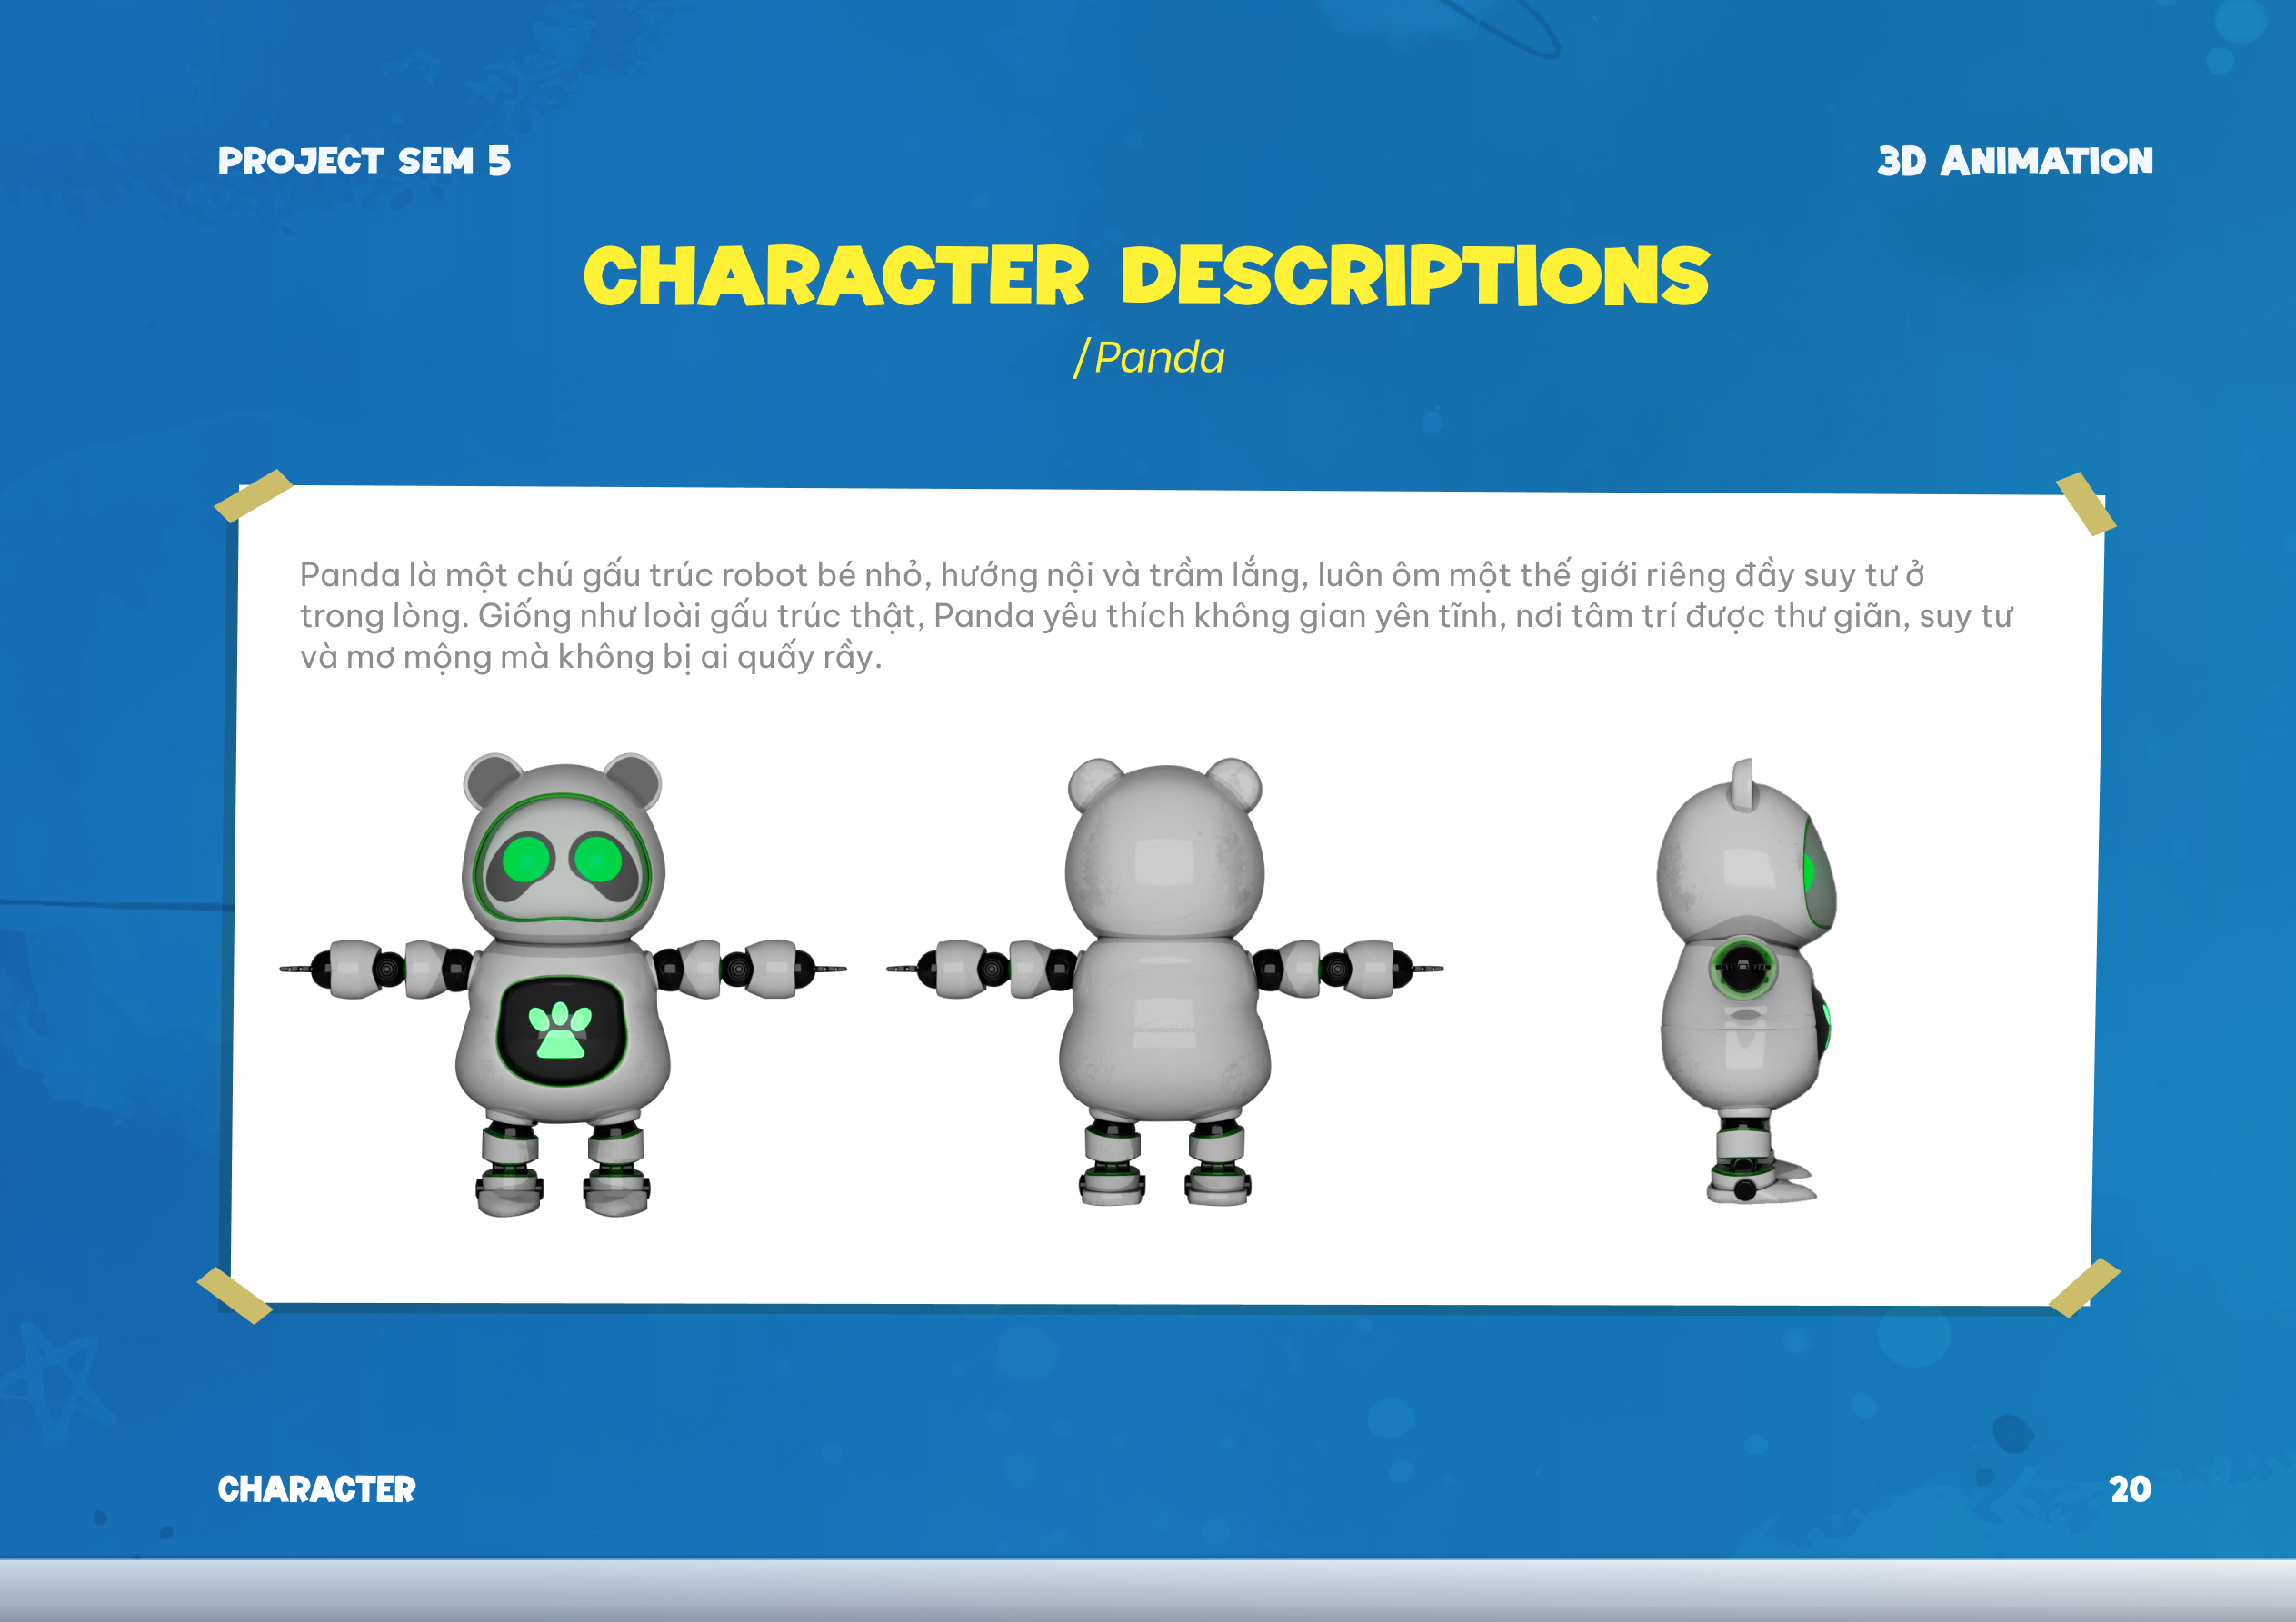 PROJECT SEM 5
3D ANIMATION
CHARACTER DESCRIPTIONS
/Panda
Panda là một chú gấu trúc robot bé nhỏ, hướng nội và trầm lắng, luôn ôm một thế giới riêng đầy suy tư ở
trong lòng. Giống như loài gấu trúc thật, Panda yêu thích không gian yên tĩnh, nơi tâm trí được thư giãn, suy tư
và mơ mộng mà không bị ai quấy rầy.
CHARACTER
20